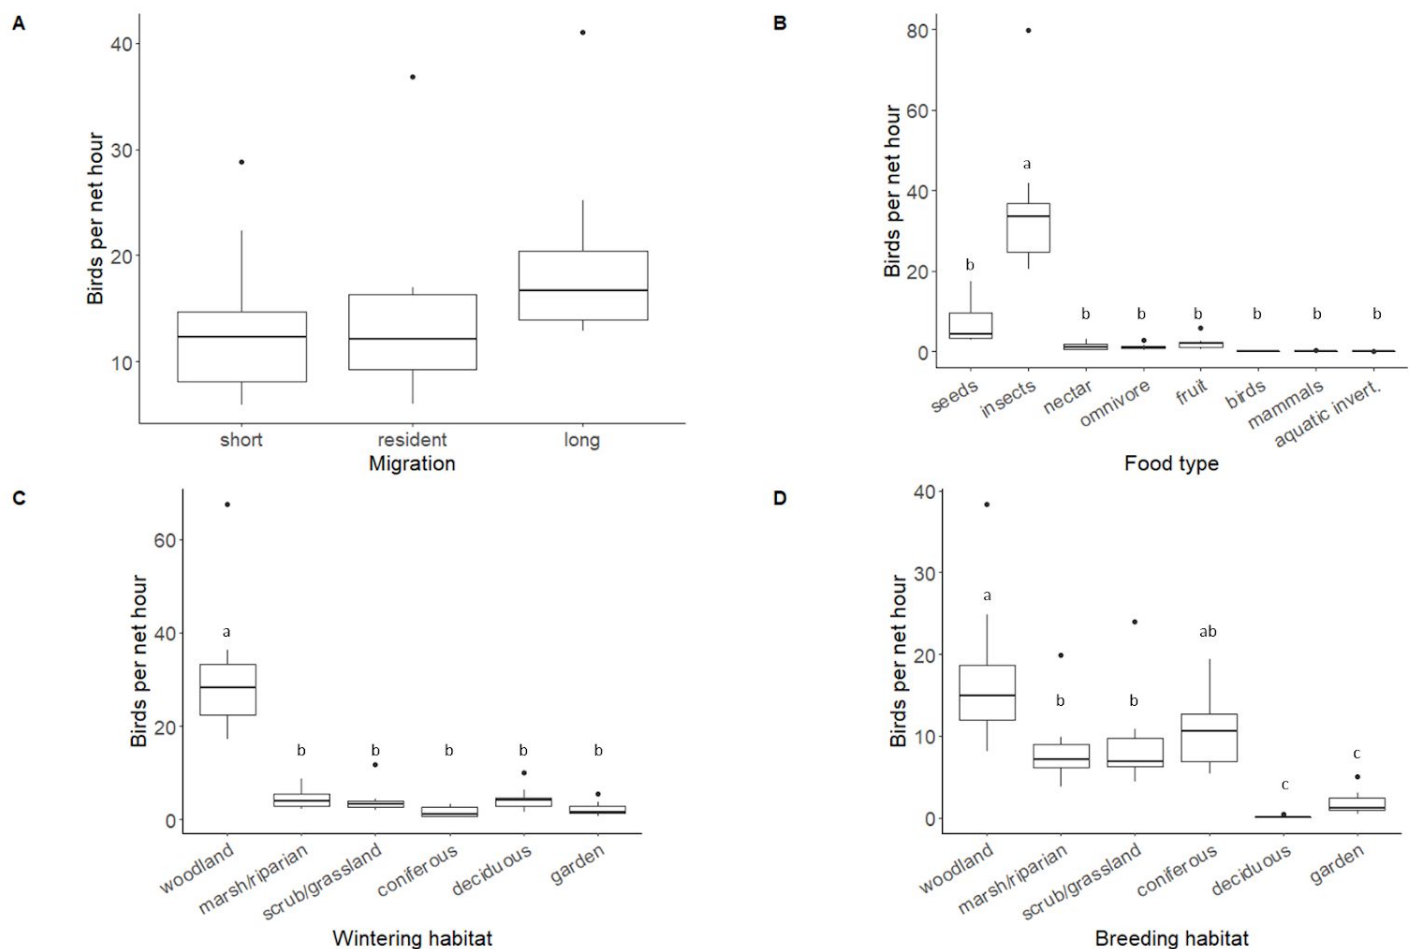 A
Birds per net hour
40
30
20
10
short
resident
long
Migration
B
Birds per net hour
80
60
40
20
0
b
a
b
b
b
b
b
b
seeds
insects
nectar
omnivore
fruit
birds
mammals
aquatic invert.
Food type
C
Birds per net hour
60
40
20
0
a
b
b
b
b
b
woodland
marsh/riparian
scrub/grassland
coniferous
deciduous
garden
Wintering habitat
D
Birds per net hour
40
30
20
10
0
a
b
b
ab
c
c
woodland
marsh/riparian
scrub/grassland
coniferous
deciduous
garden
Breeding habitat